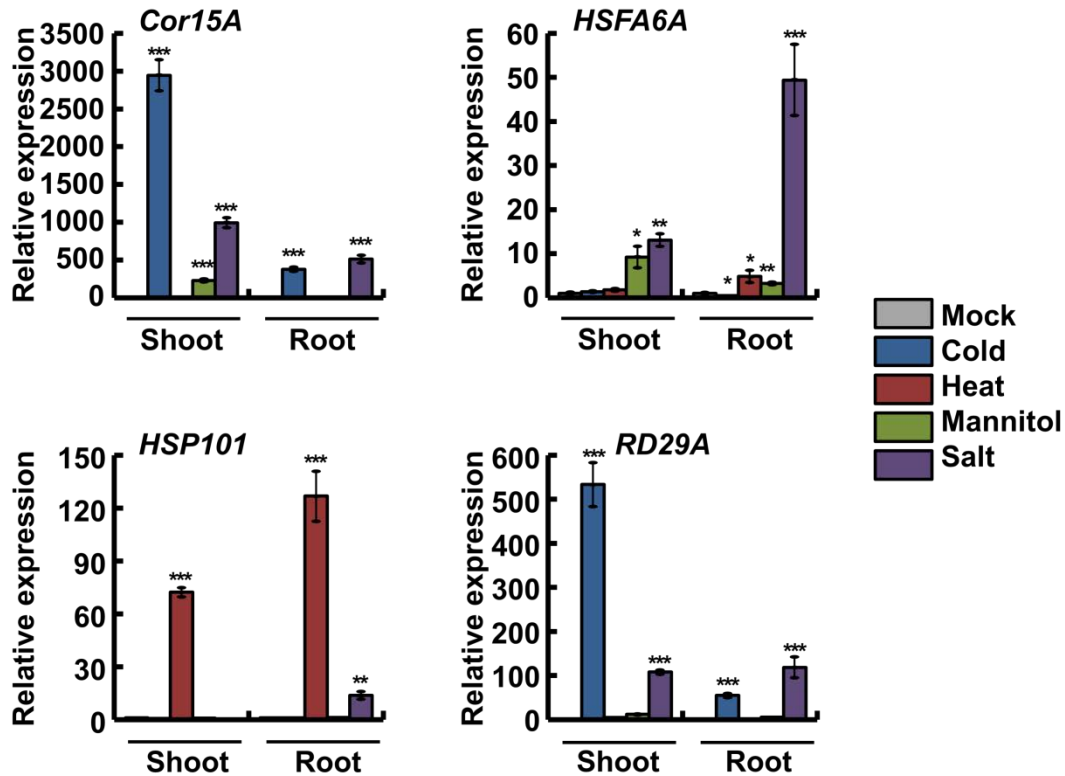 Cor15A
Relative expression
3500
3000
2500
2000
1500
1000
500
0
***
***
***
***
***
Shoot
Root
HSFA6A
Relative expression
60
50
40
30
20
10
0
*
**
*
*
**
***
Shoot
Root
Mock
Cold
Heat
Mannitol
Salt
HSP101
Relative expression
150
120
90
60
30
0
***
***
**
Shoot
Root
RD29A
Relative expression
600
500
400
300
200
100
0
***
***
***
***
Shoot
Root